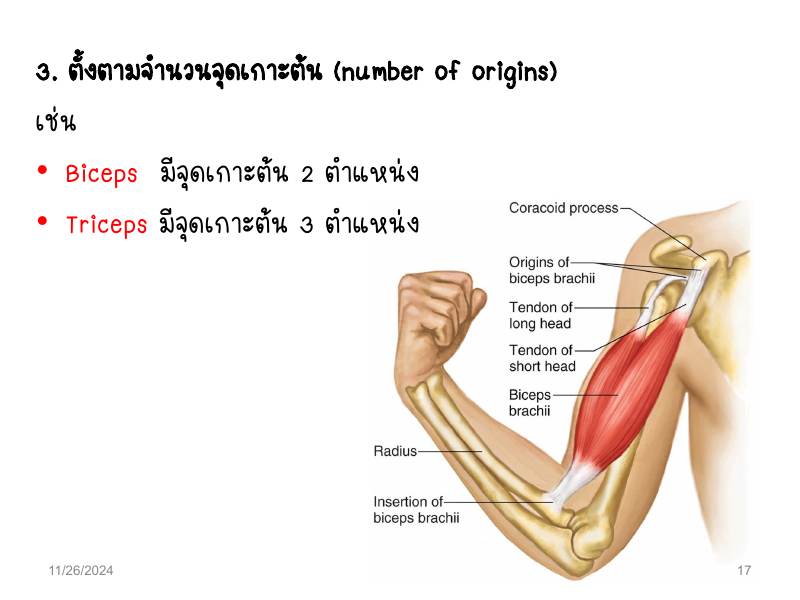 3. ตั้งตามจำนวนจุดเกาะต้น (number of origins)
เช่น
• Biceps มีจุดเกาะต้น 2 ตำแหน่ง
• Triceps มีจุดเกาะต้น 3 ตำแหน่ง
Coracoid process
Origins of
biceps brachii
Tendon of
long head
Tendon of
short head
Biceps
brachii
Radius
Insertion of
biceps brachii
11/26/2024
17